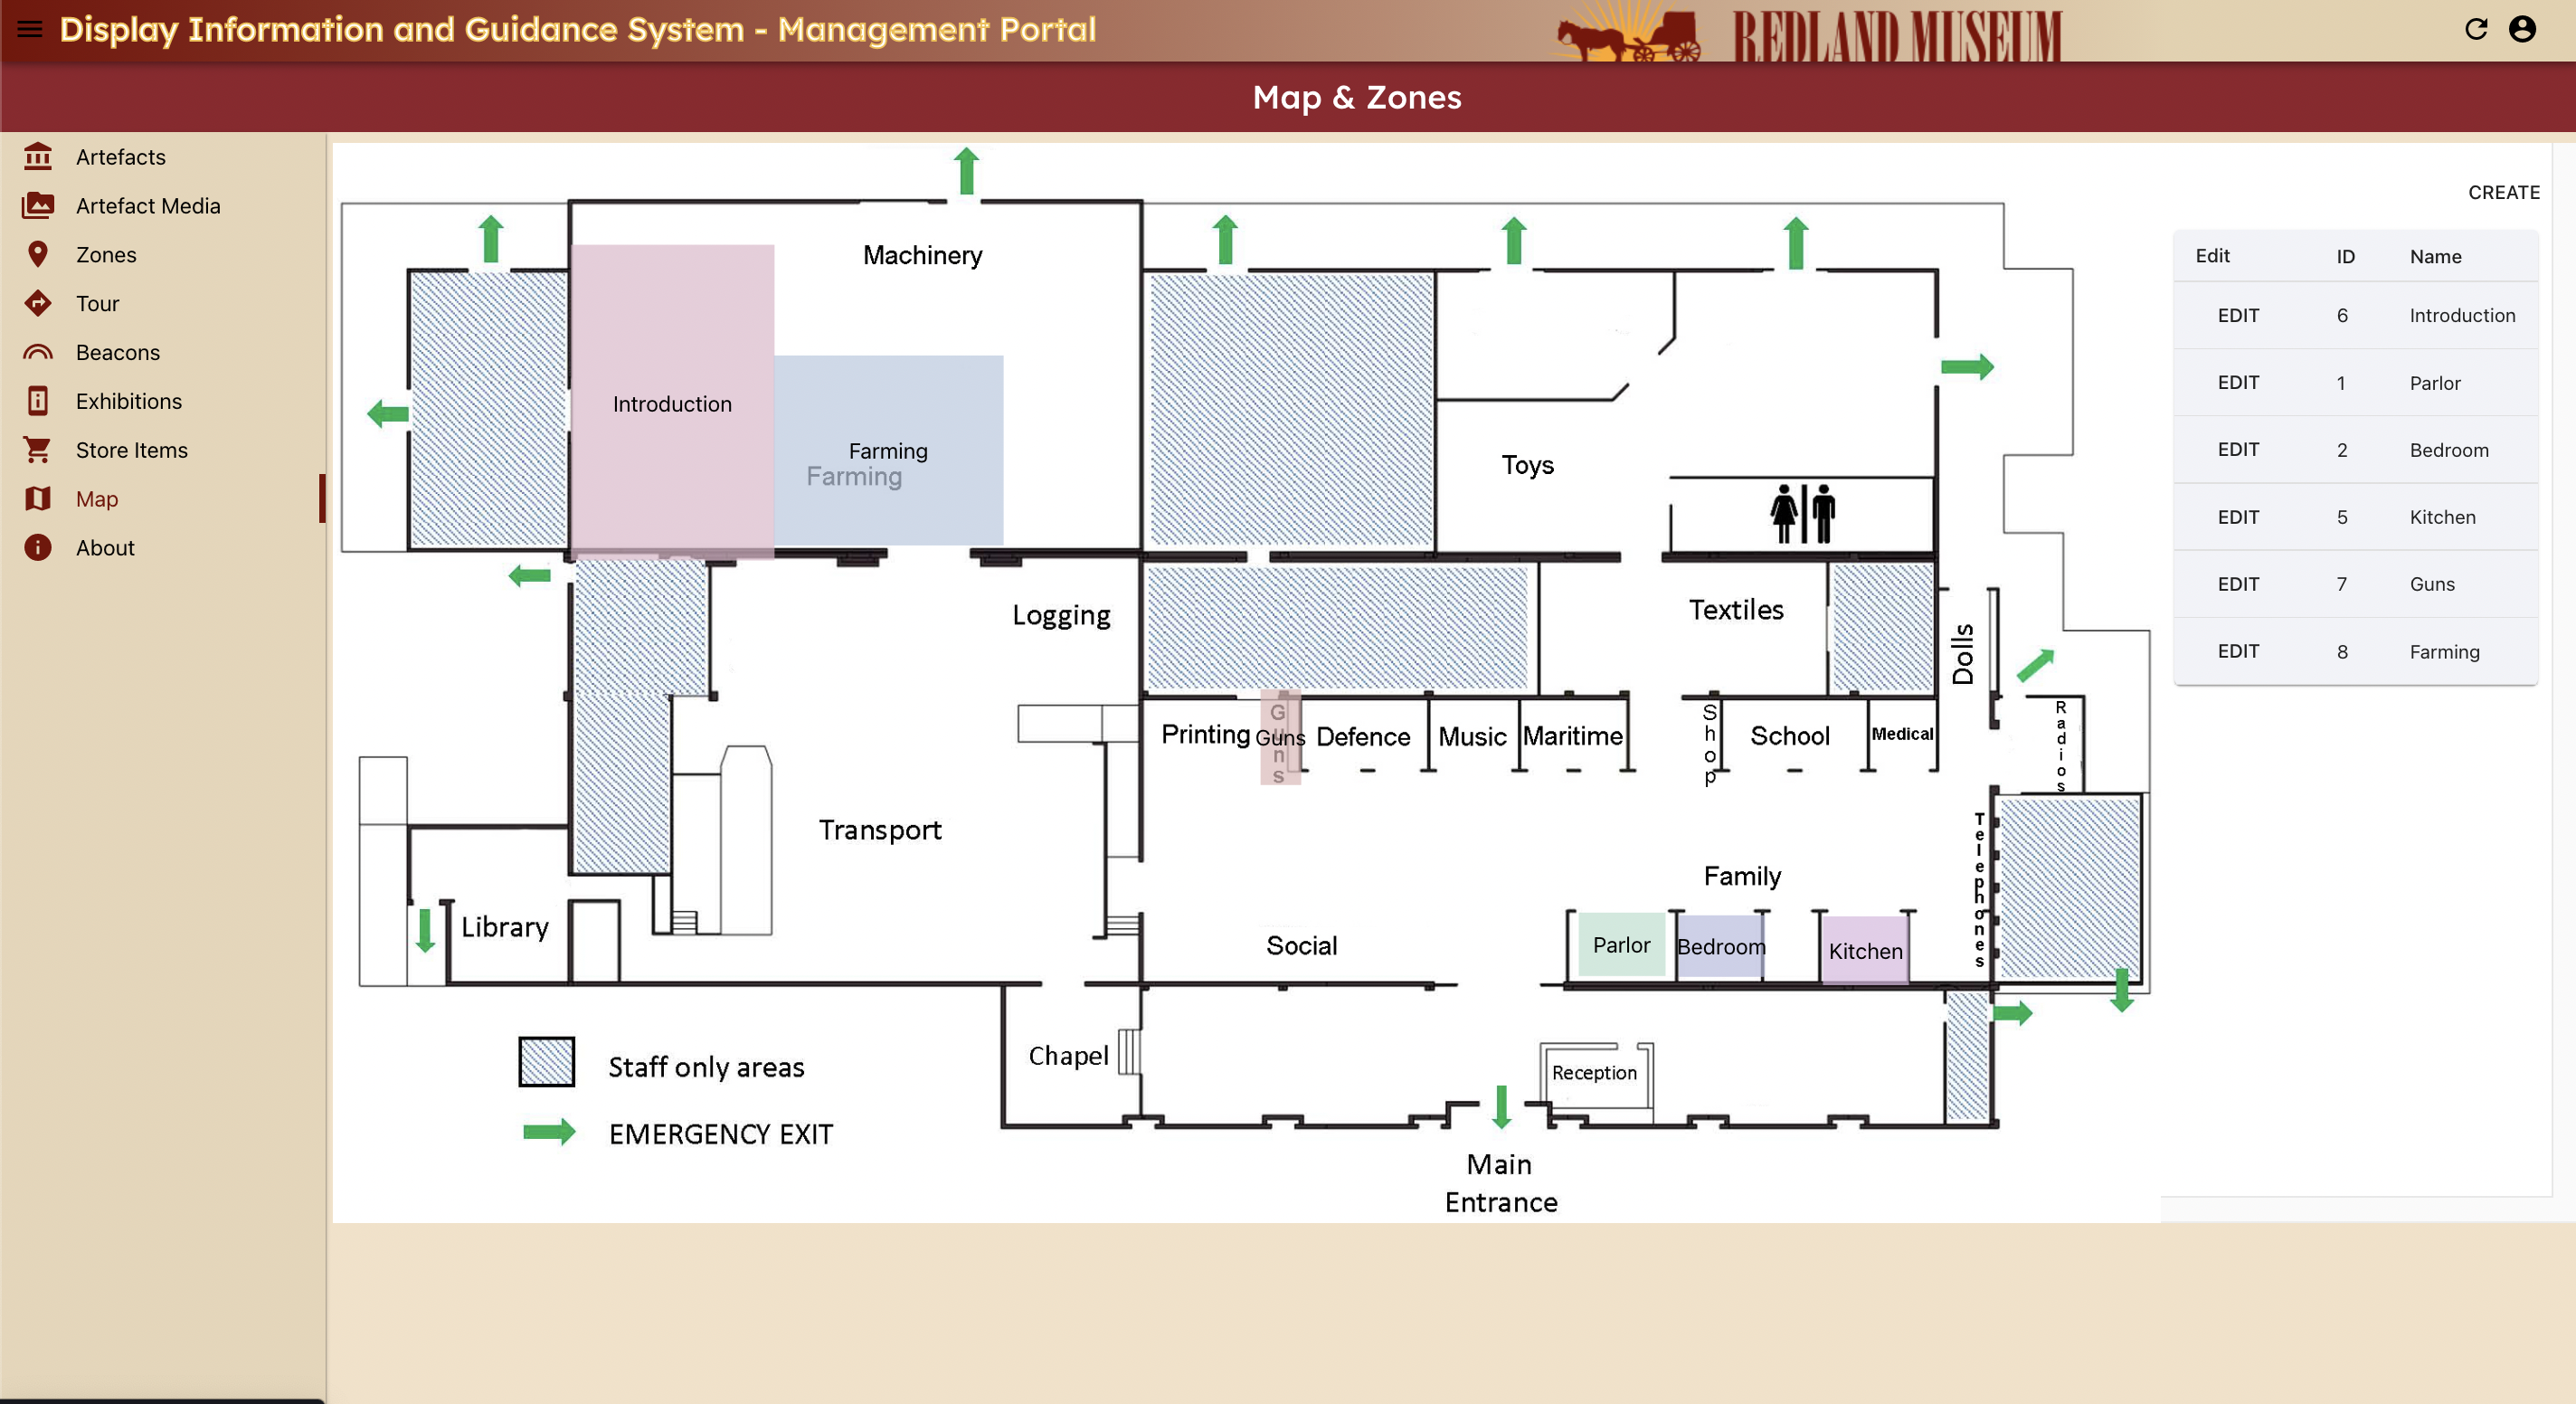 Display Information and Guidance System - Management Portal
REDLAND MUSEUM
Map & Zones
Artefacts
Artefact Media
Zones
Tour
Beacons
Exhibitions
Store Items
Map
About
Machinery
Introduction
Farming
Farming
Toys
Logging
Textiles
Dolls
Printing
Guns
Guns
Defence
Music
Maritime
Shop
School
Medical
Radios
Transport
Telephones
Family
Library
Social
Parlor
Bedroom
Kitchen
Chapel
Reception
Staff only areas
EMERGENCY EXIT
Main
Entrance
CREATE
Edit ID Name
EDIT 6 Introduction
EDIT 1 Parlor
EDIT 2 Bedroom
EDIT 5 Kitchen
EDIT 7 Guns
EDIT 8 Farming